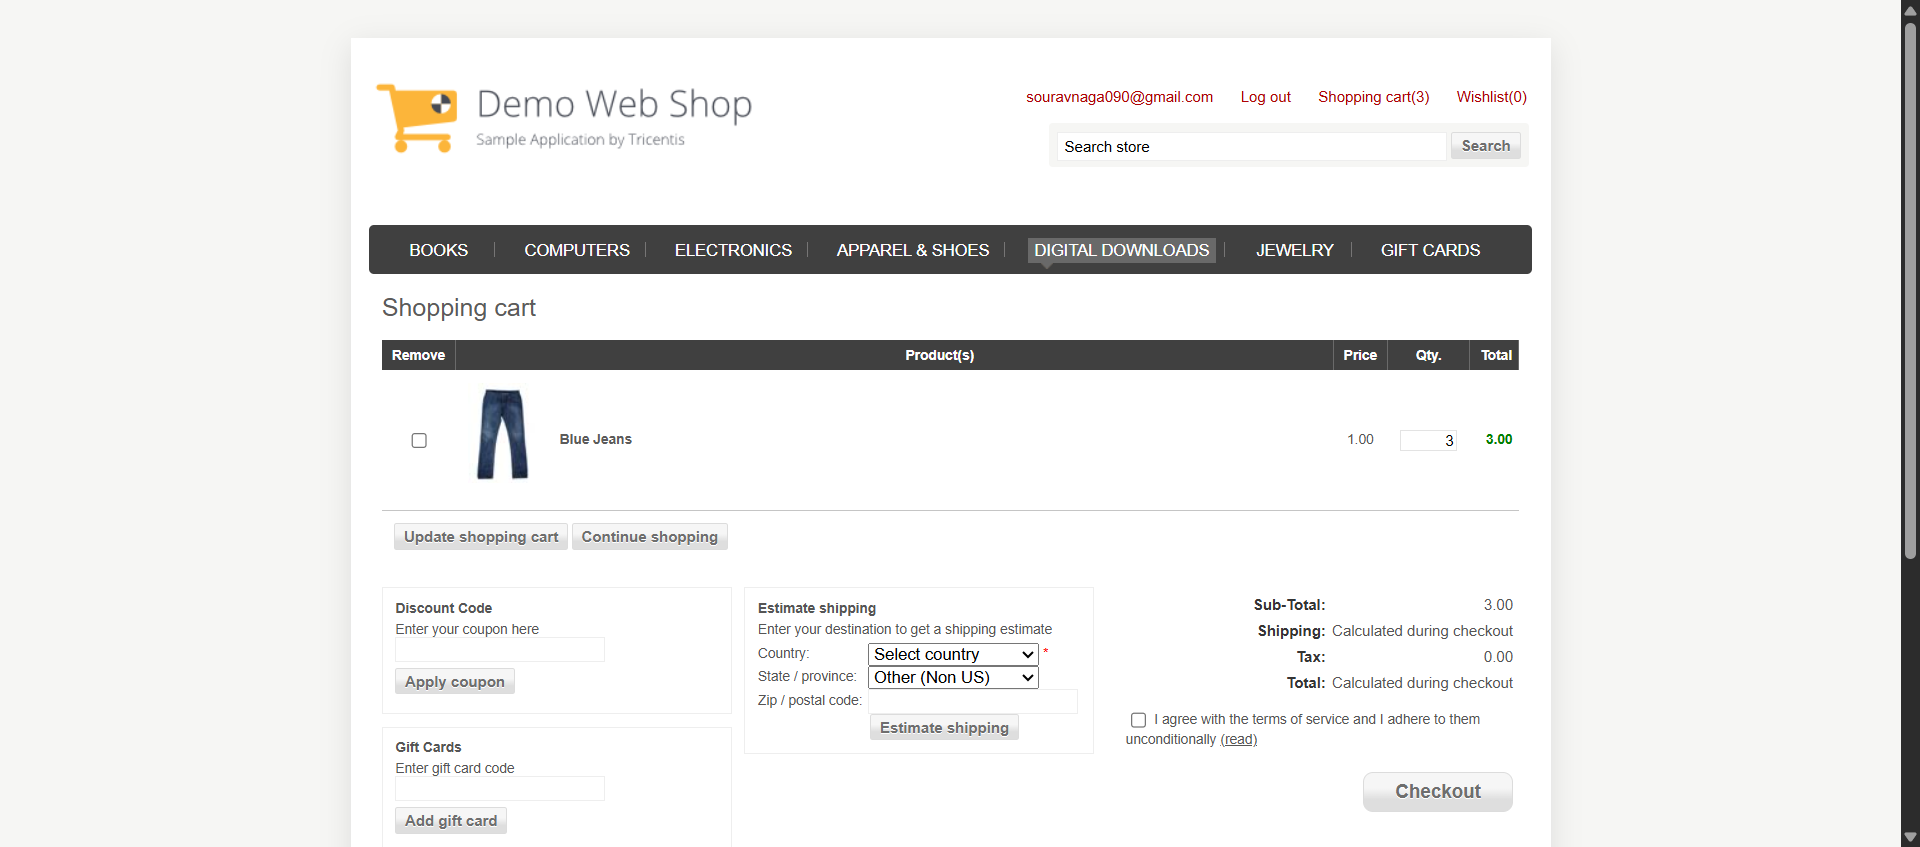 Demo Web Shop
Sample Application by Tricentis
souravnaga090@gmail.com Log out Shopping cart(3) Wishlist(0)
Search store Search
BOOKS COMPUTERS ELECTRONICS APPAREL & SHOES DIGITAL DOWNLOADS JEWELRY GIFT CARDS
Shopping cart
Remove Product(s) Price Qty. Total
Blue Jeans 1.00 3 3.00
Update shopping cart Continue shopping
Discount Code
Enter your coupon here
Apply coupon
Gift Cards
Enter gift card code
Add gift card
Estimate shipping
Enter your destination to get a shipping estimate
Country: Select country *
State / province: Other (Non US)
Zip / postal code:
Estimate shipping
Sub-Total: 3.00
Shipping: Calculated during checkout
Tax: 0.00
Total: Calculated during checkout
I agree with the terms of service and I adhere to them
unconditionally (read)
Checkout